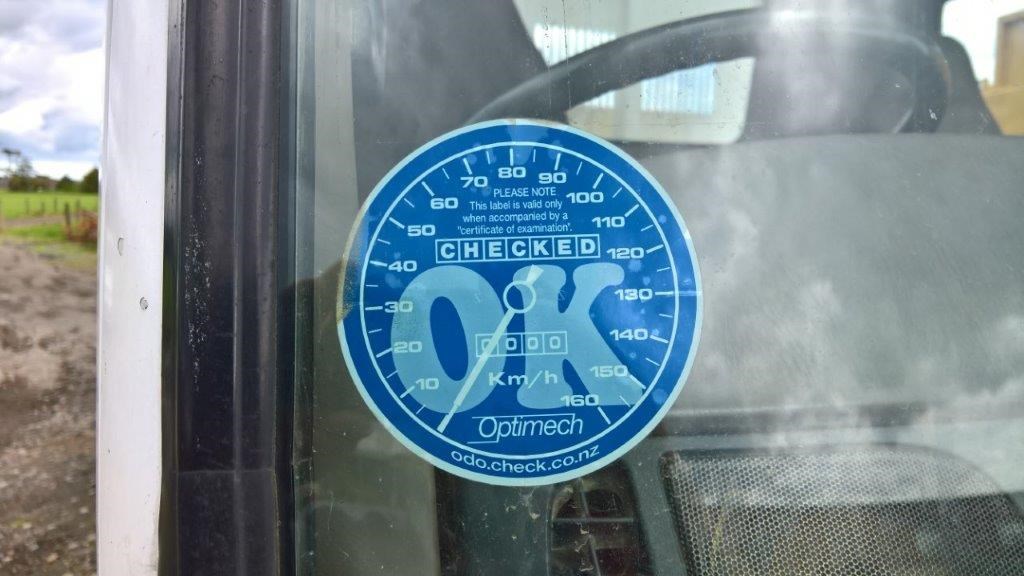 PLEASE NOTE
This label is valid only
when accompanied by a
"certificate of examination".
CHECKED
OK
0000
Km/h
10
20
30
40
50
60
70
80
90
100
110
120
130
140
150
160
Optimech
odo.check.co.nz